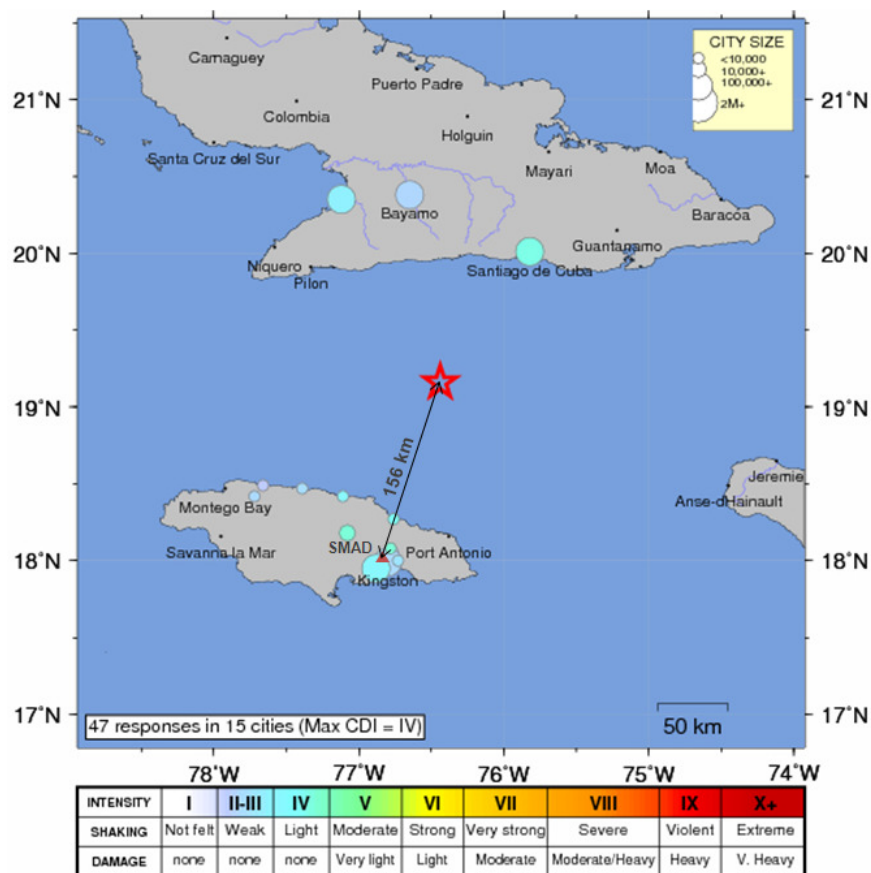 CITY SIZE
<10,000
10,000+
100,000+
2M+
Camaguey
Puerto Padre
21°N
21°N
Colombia
Holguin
Santa Cruz del Sur
Mayari
Moa
Bayamo
Baracoa
20°N
20°N
Guantanamo
Niquero
Santiago de Cuba
Pilon
19°N
19°N
156 km
Jeremie
Montego Bay
Anse-dHainault
Savanna la Mar
SMAD
Port Antonio
18°N
18°N
Kingston
17°N
17°N
47 responses in 15 cities (Max CDI = IV)
50 km
78°W
77°W
76°W
75°W
74°W
INTENSITY I II-III IV V VI VII VIII IX X+
SHAKING Not felt Weak Light Moderate Strong Very strong Severe Violent Extreme
DAMAGE none none none Very light Light Moderate Moderate/Heavy Heavy V. Heavy